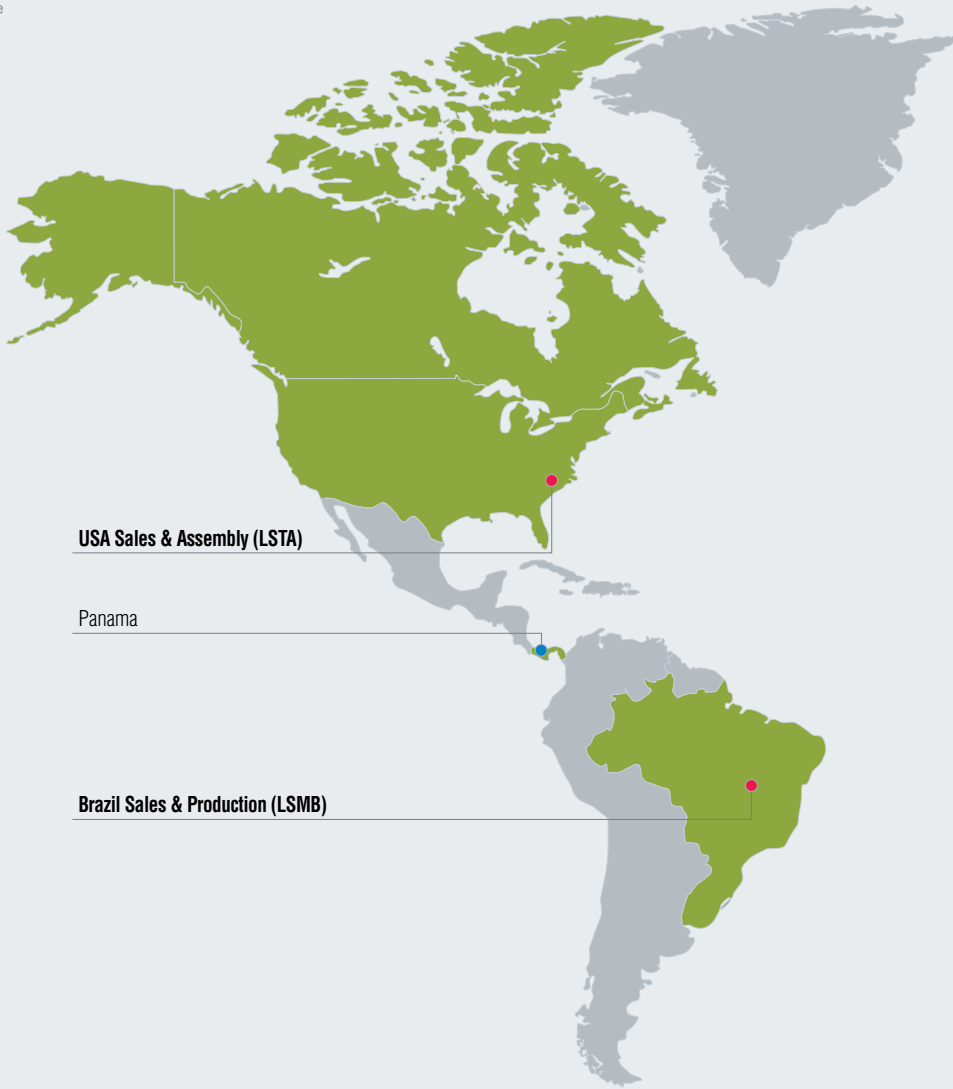 e
USA Sales & Assembly (LSTA)
Panama
Brazil Sales & Production (LSMB)